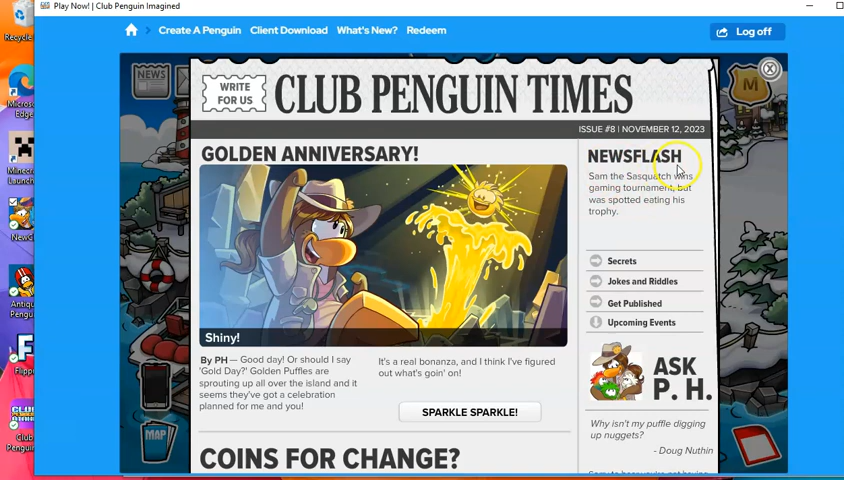 Play Now! | Club Penguin Imagined
Create A Penguin Client Download What's New? Redeem
Log off
NEWS
WRITE
FOR US
CLUB PENGUIN TIMES
M
ISSUE #8 | NOVEMBER 12, 2023
GOLDEN ANNIVERSARY!
Shiny!
By PH — Good day! Or should I say
'Gold Day?' Golden Puffles are
sprouting up all over the island and it
seems they've got a celebration
planned for me and you!
It's a real bonanza, and I think I've figured
out what's goin' on!
SPARKLE SPARKLE!
COINS FOR CHANGE?
NEWSFLASH
Sam the Sasquatch wins
gaming tournament, but
was spotted eating his
trophy.
Secrets
Jokes and Riddles
Get Published
Upcoming Events
ASK
P. H.
Why isn't my puffle digging
up nuggets?
- Doug Nuthin
MAP
Recycle
Microsoft
Edge
Minecraft
Launcher